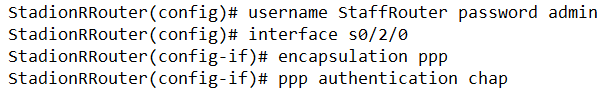 StadionRRouter(config)# username StaffRouter password admin
StadionRRouter(config)# interface s0/2/0
StadionRRouter(config-if)# encapsulation ppp
StadionRRouter(config-if)# ppp authentication chap